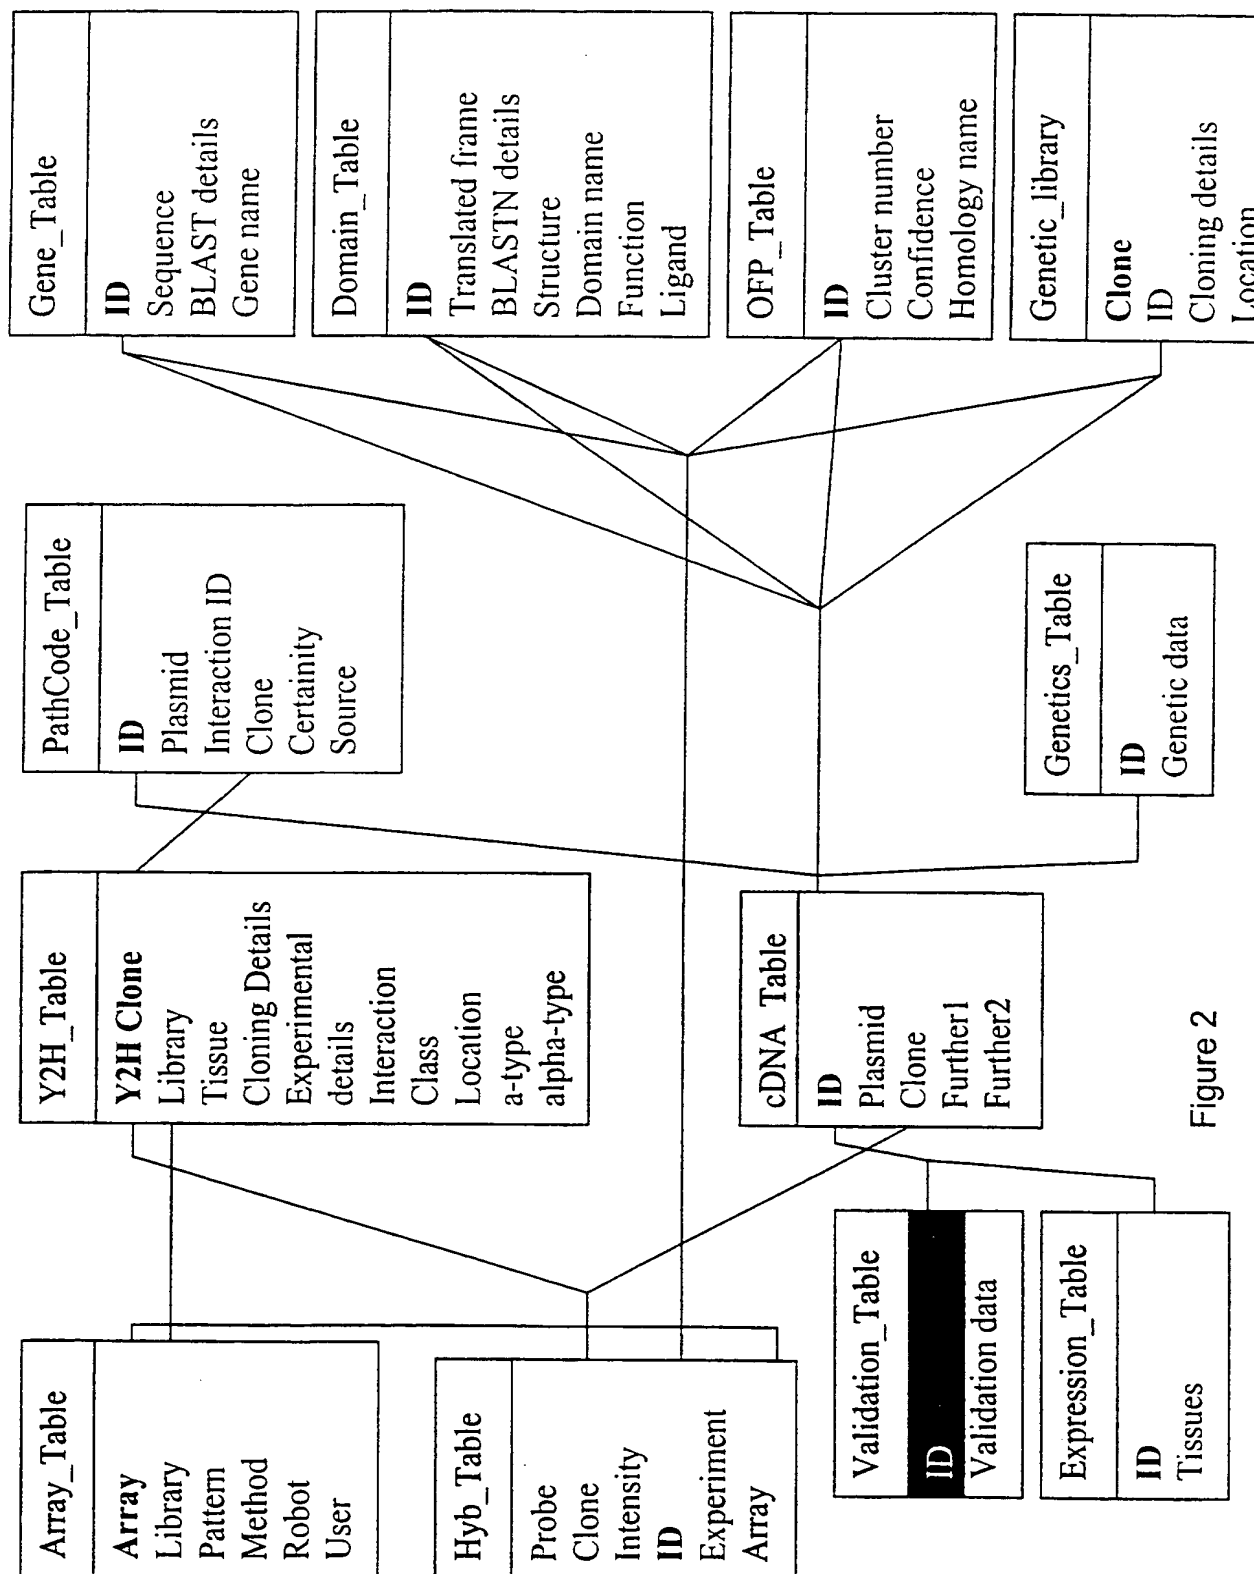 Array_Table
Array
Library
Pattern
Method
Robot
User
Hyb_Table
Probe
Clone
Intensity
ID
Experiment
Array
Validation_Table
ID
Validation data
Expression_Table
ID
Tissues
Y2H_Table
Y2H Clone
Library
Tissue
Cloning Details
Experimental
details
Interaction
Class
Location
a-type
alpha-type
cDNA_Table
ID
Plasmid
Clone
Further1
Further2
PathCode_Table
ID
Plasmid
Interaction ID
Clone
Certainity
Source
Genetics_Table
ID
Genetic data
Gene_Table
ID
Sequence
BLAST details
Gene name
Domain_Table
ID
Translated frame
BLASTN details
Structure
Domain name
Function
Ligand
OFP_Table
ID
Cluster number
Confidence
Homology name
Genetic_library
Clone
ID
Cloning details
Location
Figure 2